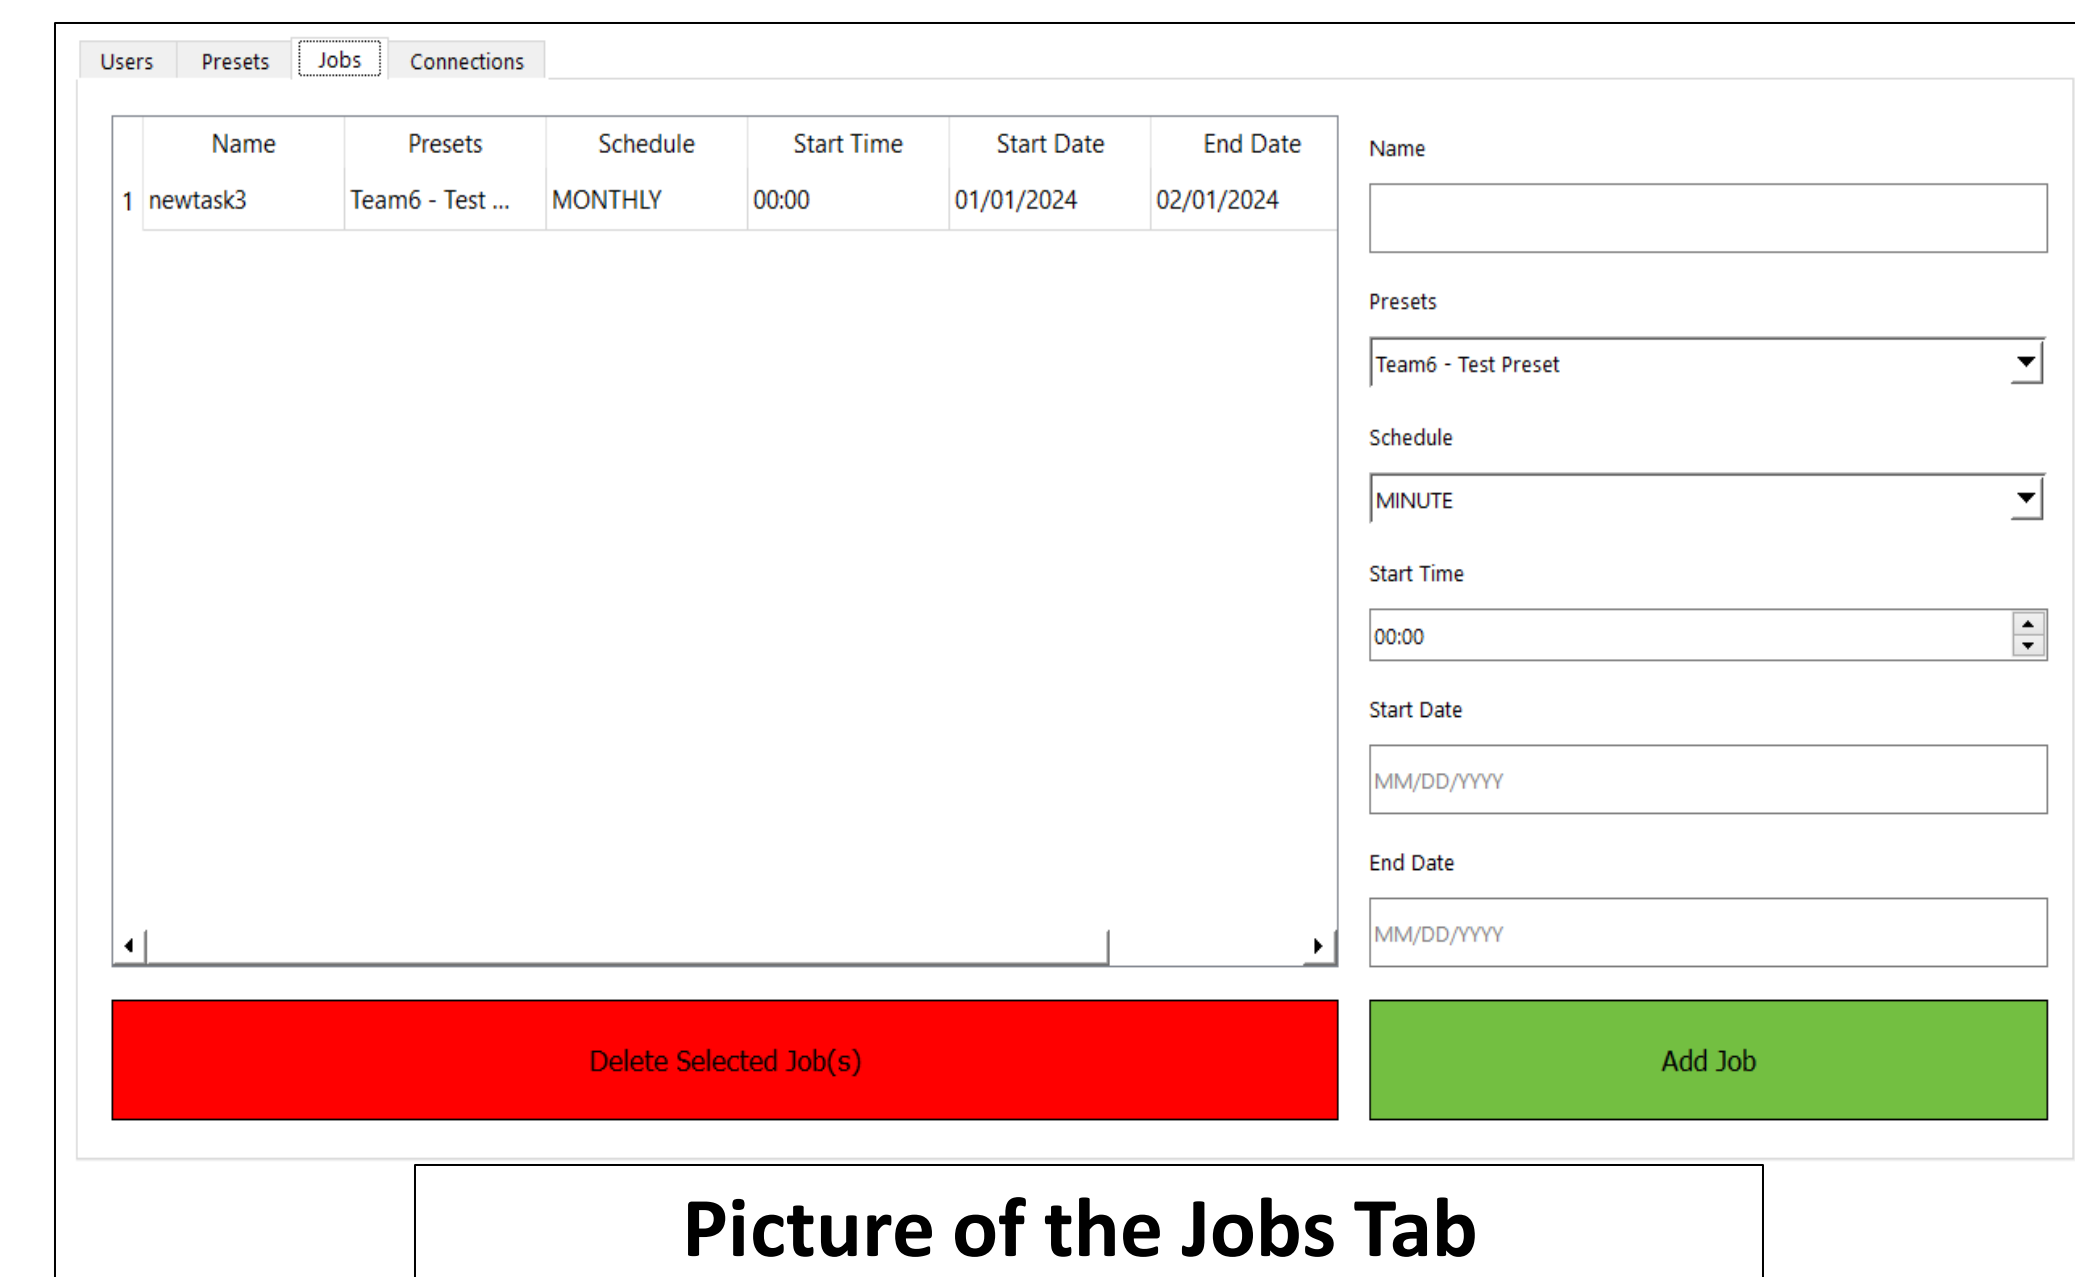 Users Presets Jobs Connections
Name Presets Schedule Start Time Start Date End Date
1 newtask3 Team6 - Test ... MONTHLY 00:00 01/01/2024 02/01/2024
Name
Presets
Team6 - Test Preset
Schedule
MINUTE
Start Time
00:00
Start Date
MM/DD/YYYY
End Date
MM/DD/YYYY
Delete Selected Job(s)
Add Job
Picture of the Jobs Tab